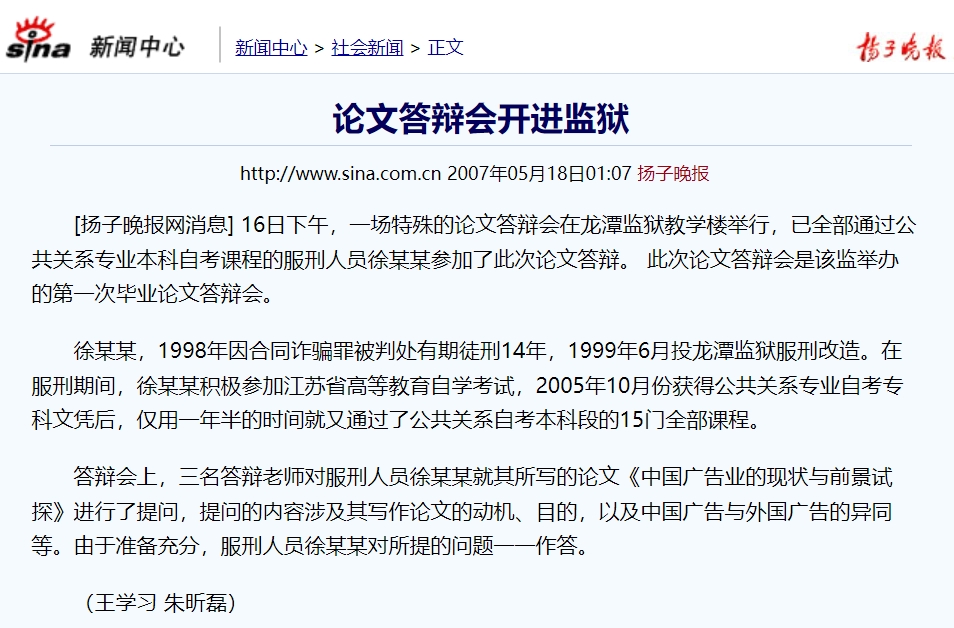 sina 新闻中心 新闻中心 > 社会新闻 > 正文 扬子晚报
论文答辩会开进监狱
http://www.sina.com.cn 2007年05月18日01:07 扬子晚报
[扬子晚报网消息] 16日下午，一场特殊的论文答辩会在龙潭监狱教学楼举行，已全部通过公
共关系专业本科自考课程的服刑人员徐某某参加了此次论文答辩。 此次论文答辩会是该监举办
的第一次毕业论文答辩会。
徐某某，1998年因合同诈骗罪被判处有期徒刑14年，1999年6月投龙潭监狱服刑改造。在
服刑期间，徐某某积极参加江苏省高等教育自学考试，2005年10月份获得公共关系专业自考专
科文凭后，仅用一年半的时间就又通过了公共关系自考本科段的15门全部课程。
答辩会上，三名答辩老师对服刑人员徐某某就其所写的论文《中国广告业的现状与前景试
探》进行了提问，提问的内容涉及其写作论文的动机、目的，以及中国广告与外国广告的异同
等。由于准备充分，服刑人员徐某某对所提的问题一一作答。
（王学习 朱昕磊）